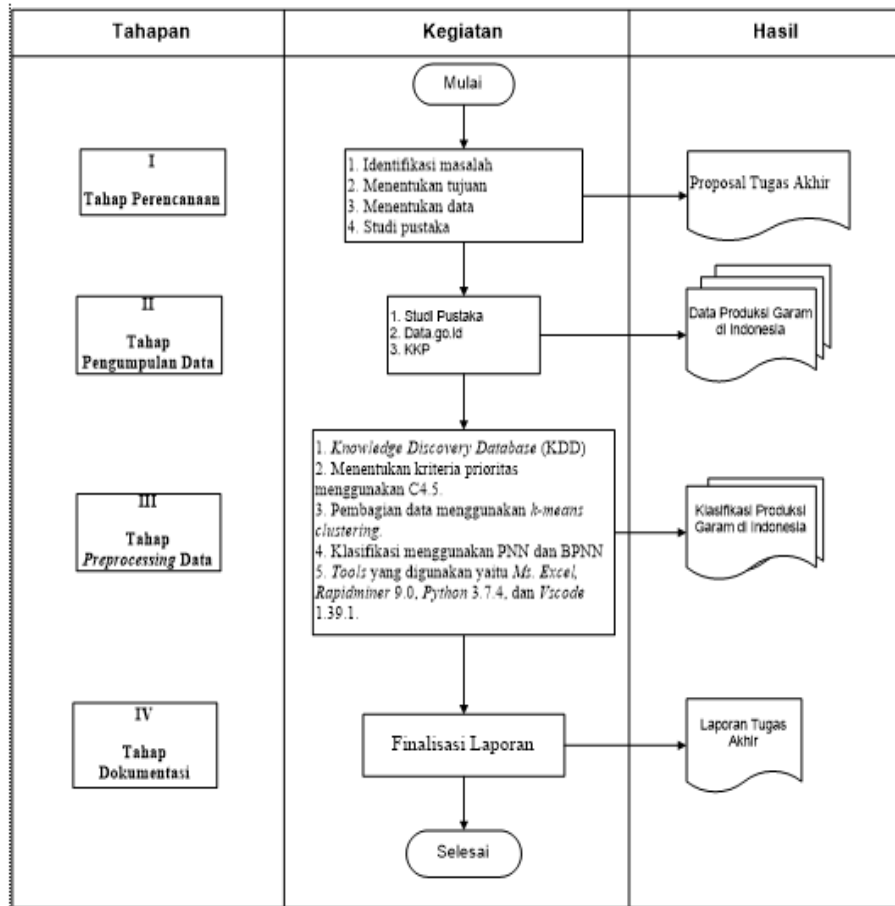 Tahapan
Kegiatan
Hasil
Mulai
I
Tahap Perencanaan
1. Identifikasi masalah
2. Menentukan tujuan
3. Menentukan data
4. Studi pustaka
Proposal Tugas Akhir
II
Tahap
Pengumpulan Data
1. Studi Pustaka
2. Data.go.id
3. KKP
Data Produksi Garam
di Indonesia
III
Tahap
Preprocessing Data
1. Knowledge Discovery Database (KDD)
2. Menentukan kriteria prioritas
menggunakan C4.5.
3. Pembagian data menggunakan k-means
clustering.
4. Klasifikasi menggunakan PNN dan BPNN
5. Tools yang digunakan yaitu Ms. Excel,
Rapidminer 9.0, Python 3.7.4, dan Vscode
1.39.1.
Klasifikasi Produksi
Garam di Indonesia
IV
Tahap
Dokumentasi
Finalisasi Laporan
Laporan Tugas
Akhir
Selesai